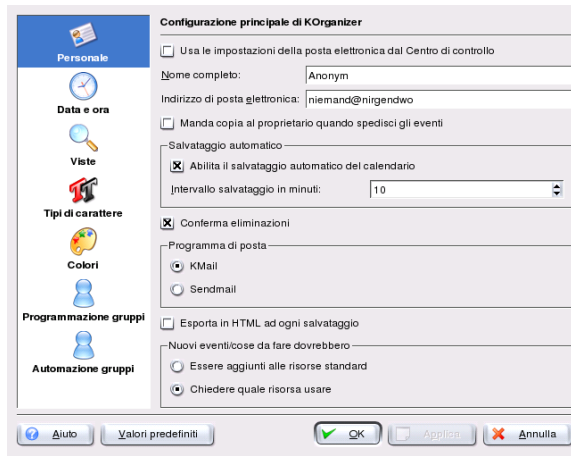 Configurazione principale di KOrganizer
Personale
Data e ora
Viste
Tipi di carattere
Colori
Programmazione gruppi
Automazione gruppi
Usa le impostazioni della posta elettronica dal Centro di controllo
Nome completo: Anonym
Indirizzo di posta elettronica: niemand@nirgendwo
Manda copia al proprietario quando spedisci gli eventi
Salvataggio automatico
Abilita il salvataggio automatico del calendario
Intervallo salvataggio in minuti: 10
Conferma eliminazioni
Programma di posta
KMail
Sendmail
Esporta in HTML ad ogni salvataggio
Nuovi eventi/cose da fare dovrebbero
Essere aggiunti alle risorse standard
Chiedere quale risorsa usare
Aiuto Valori predefiniti OK Applica Annulla